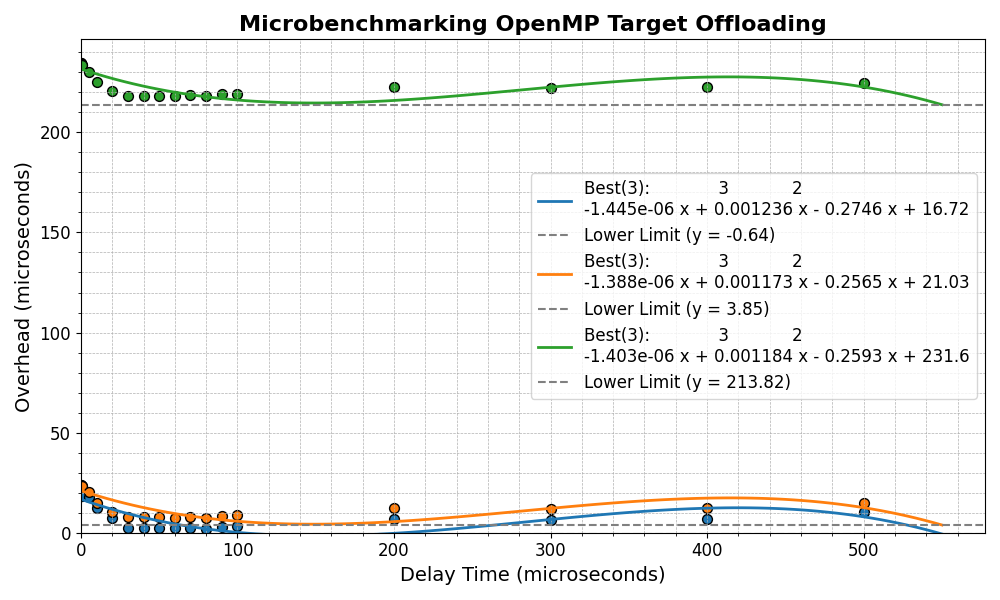 Microbenchmarking OpenMP Target Offloading
Overhead (microseconds)
200
150
100
50
0
Best(3): 3 2
-1.445e-06 x + 0.001236 x - 0.2746 x + 16.72
Lower Limit (y = -0.64)
Best(3): 3 2
-1.388e-06 x + 0.001173 x - 0.2565 x + 21.03
Lower Limit (y = 3.85)
Best(3): 3 2
-1.403e-06 x + 0.001184 x - 0.2593 x + 231.6
Lower Limit (y = 213.82)
0 100 200 300 400 500
Delay Time (microseconds)